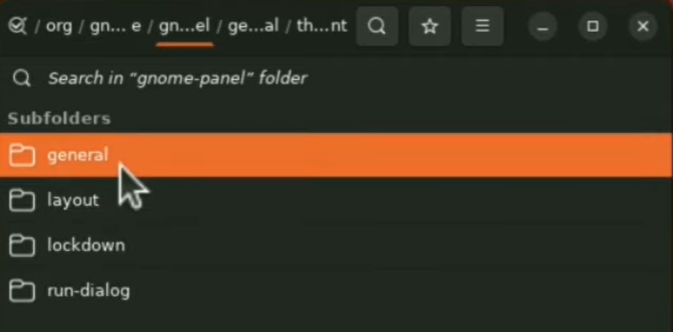 / org / gn... e / gn...el / ge...al / th...nt
Search in “gnome-panel” folder
Subfolders
general
layout
lockdown
run-dialog